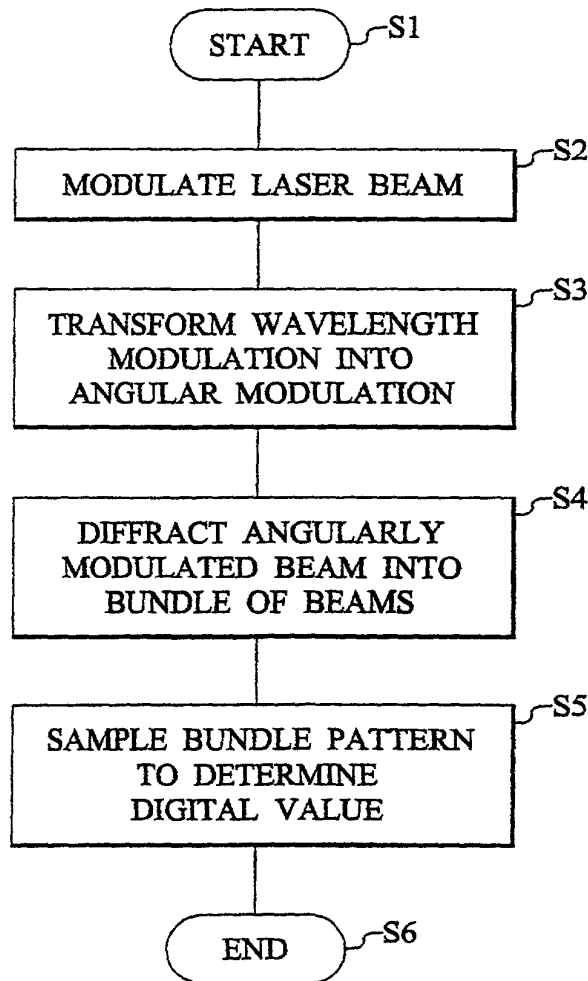 START
S1
S2
MODULATE LASER BEAM
S3
TRANSFORM WAVELENGTH
MODULATION INTO
ANGULAR MODULATION
S4
DIFFRACT ANGULARLY
MODULATED BEAM INTO
BUNDLE OF BEAMS
S5
SAMPLE BUNDLE PATTERN
TO DETERMINE
DIGITAL VALUE
S6
END